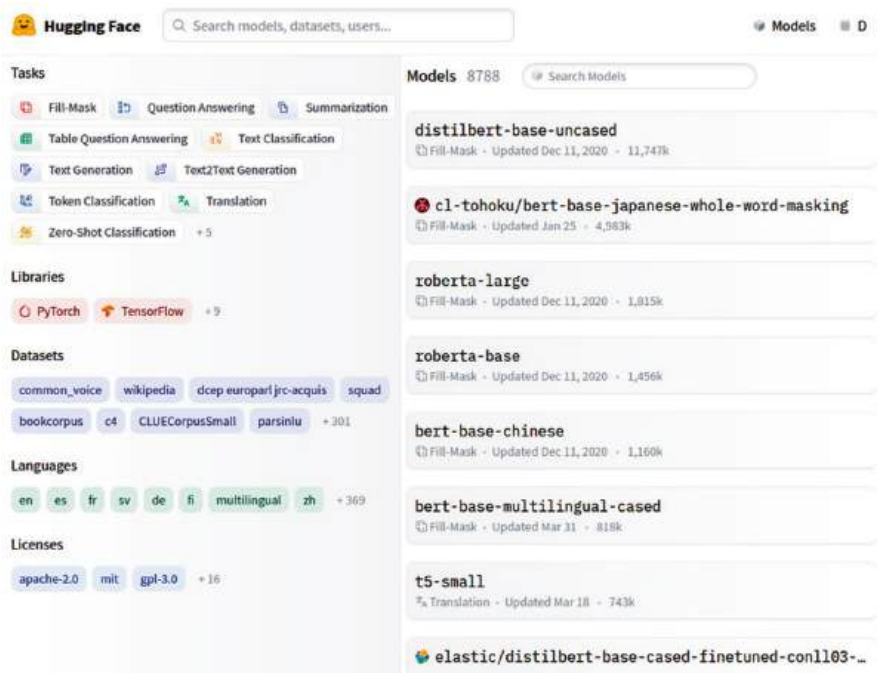 Hugging Face
Search models, datasets, users...
Models
D
Tasks
Fill-Mask Question Answering Summarization
Table Question Answering Text Classification
Text Generation Text2Text Generation
Token Classification Translation
Zero-Shot Classification +5
Libraries
PyTorch TensorFlow +9
Datasets
common_voice wikipedia dcep europarl jrc-acquis squad
bookcorpus c4 CLUECorpusSmall parsinlu +301
Languages
en es fr sv de fi multilingual zh +369
Licenses
apache-2.0 mit gpl-3.0 +16
Models 8788 Search Models
distilbert-base-uncased
Fill-Mask · Updated Dec 11, 2020 · 11,747k
cl-tohoku/bert-base-japanese-whole-word-masking
Fill-Mask · Updated Jan 25 · 4,983k
roberta-large
Fill-Mask · Updated Dec 11, 2020 · 1,815k
roberta-base
Fill-Mask · Updated Dec 11, 2020 · 1,456k
bert-base-chinese
Fill-Mask · Updated Dec 11, 2020 · 1,160k
bert-base-multilingual-cased
Fill-Mask · Updated Mar 31 · 818k
t5-small
Translation · Updated Mar 18 · 743k
elastic/distilbert-base-cased-finetuned-conll03-…